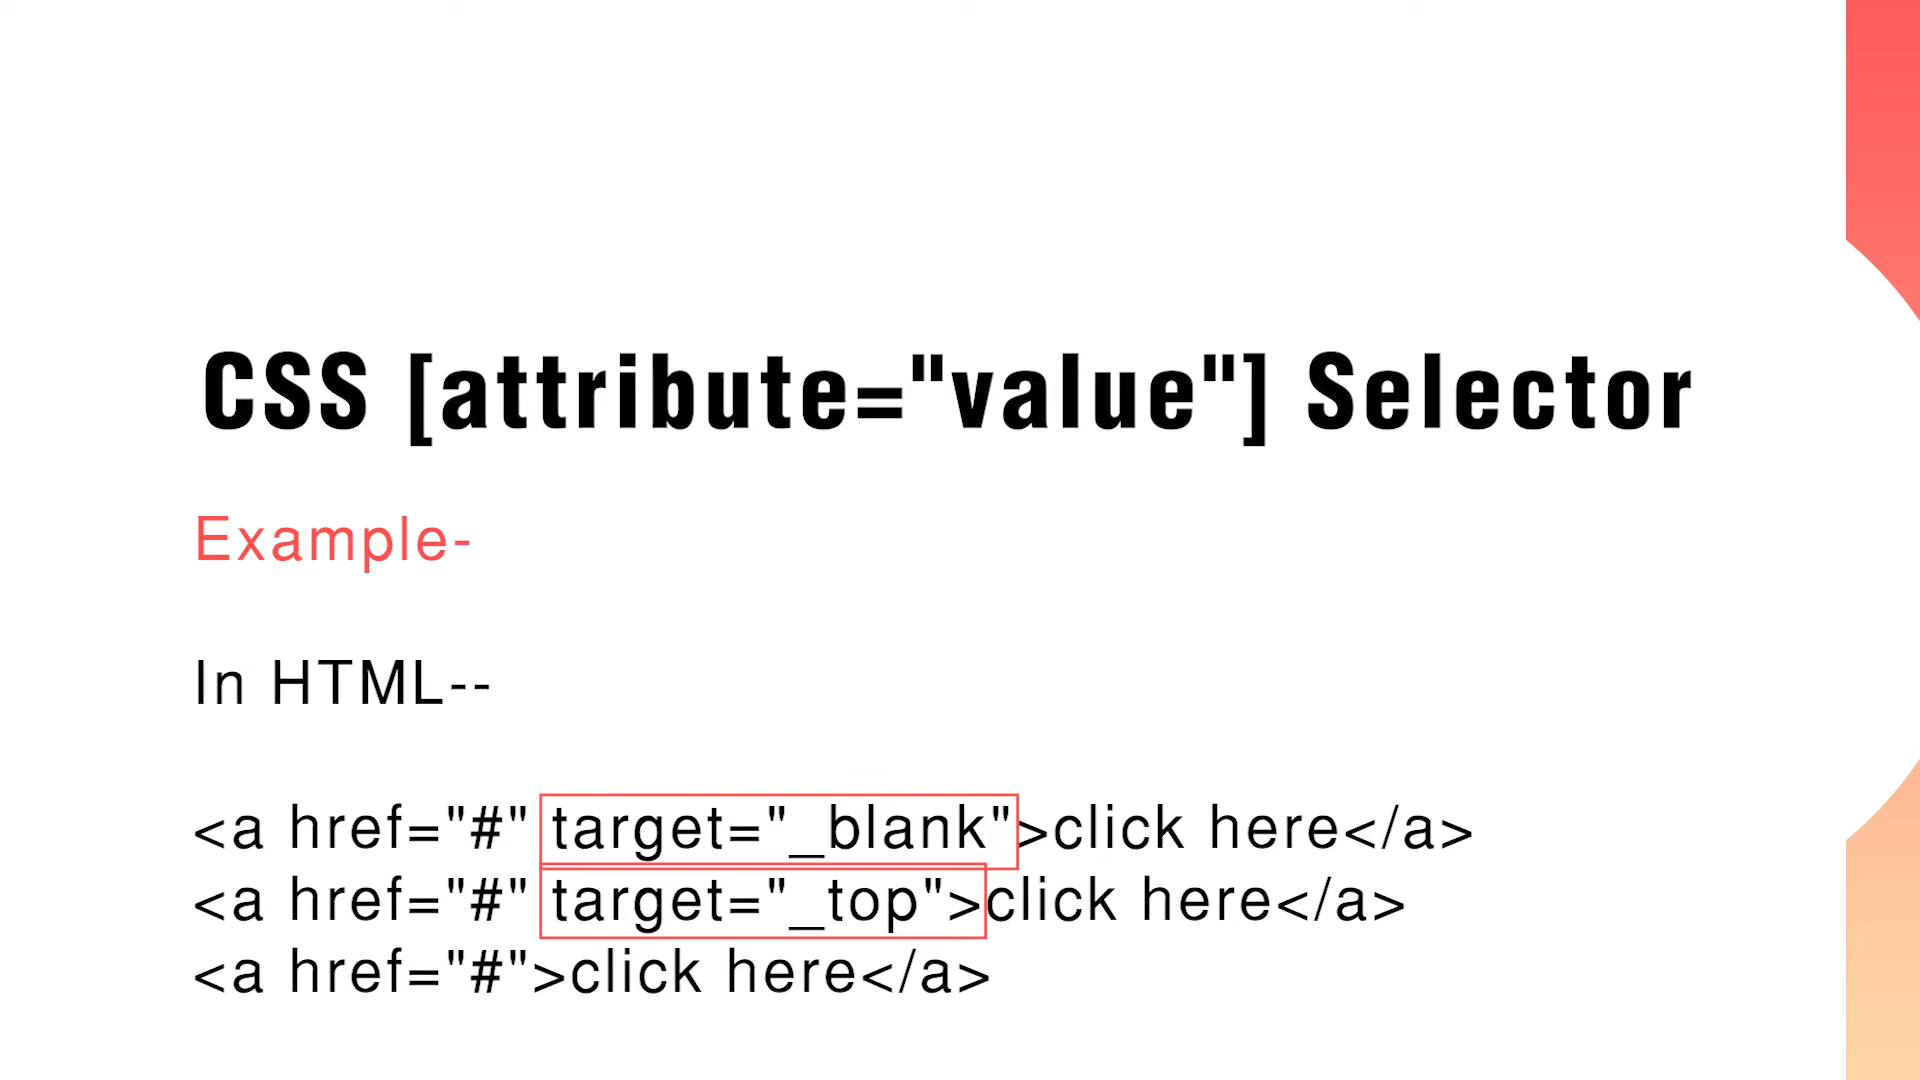 CSS [attribute="value"] Selector
Example-
In HTML--
<a href="#" target="_blank">click here</a>
<a href="#" target="_top">click here</a>
<a href="#">click here</a>